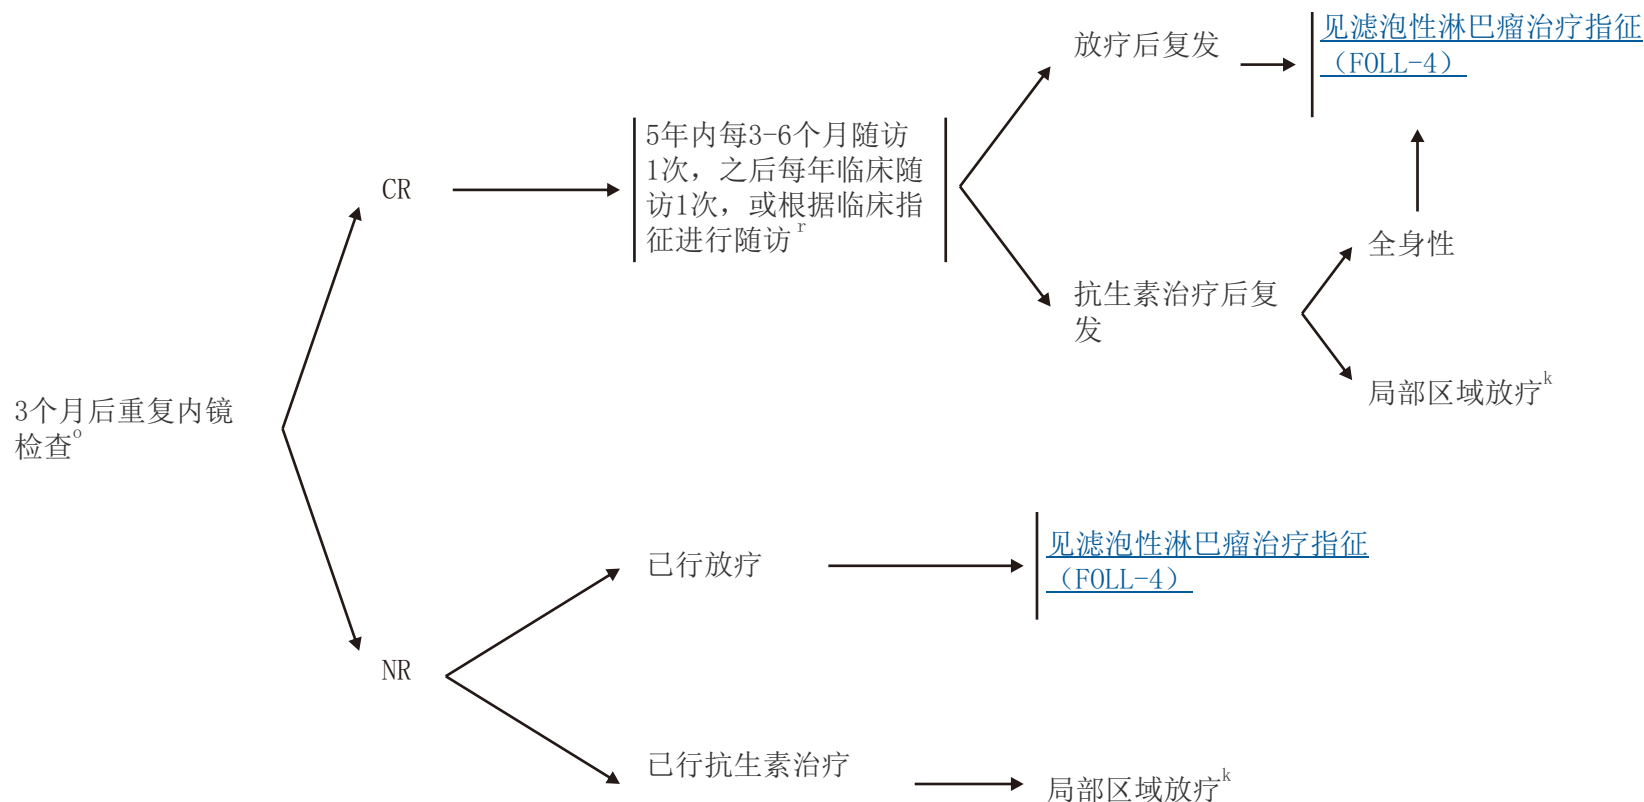 放疗后复发
见滤泡性淋巴瘤治疗指征
（FOLL-4）
5年内每3-6个月随访
1次，之后每年临床随
访1次，或根据临床指
征进行随访r
CR
全身性
抗生素治疗后复
发
局部区域放疗k
3个月后重复内镜
检查o
已行放疗
见滤泡性淋巴瘤治疗指征
（FOLL-4）
NR
已行抗生素治疗
局部区域放疗k